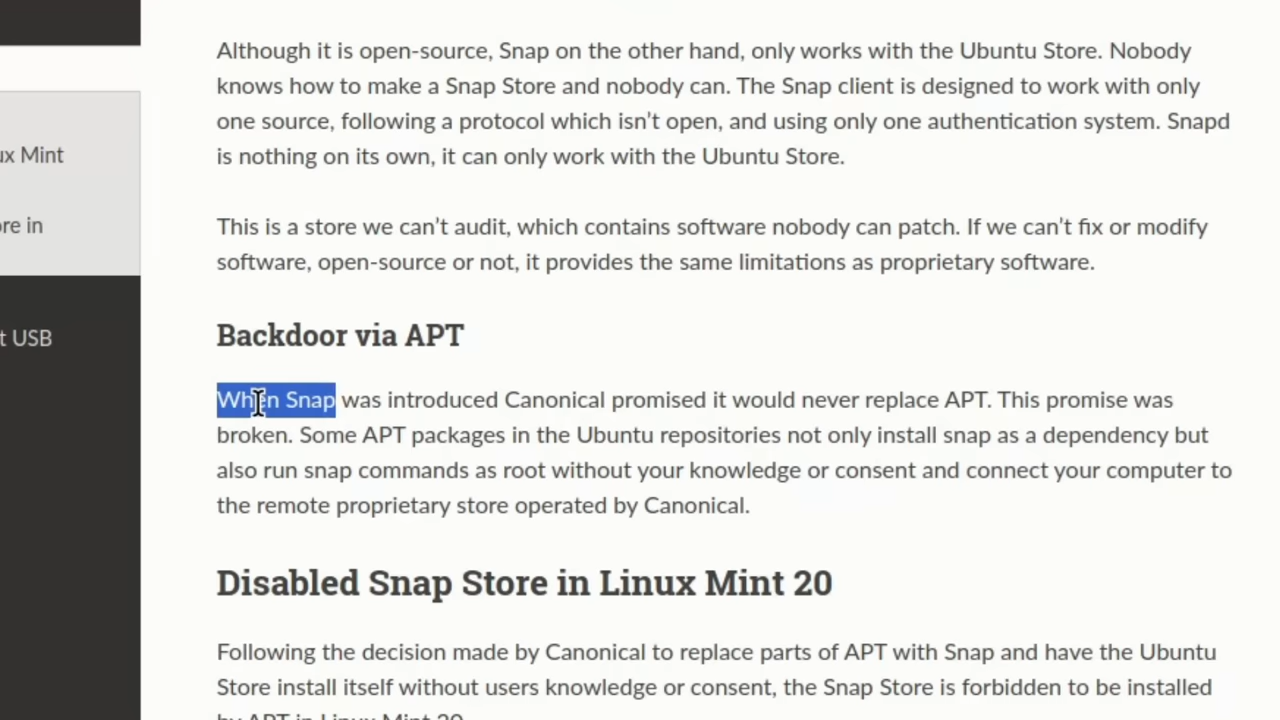 Although it is open-source, Snap on the other hand, only works with the Ubuntu Store. Nobody
knows how to make a Snap Store and nobody can. The Snap client is designed to work with only
one source, following a protocol which isn’t open, and using only one authentication system. Snapd
is nothing on its own, it can only work with the Ubuntu Store.
ux Mint
ore in
This is a store we can’t audit, which contains software nobody can patch. If we can’t fix or modify
software, open-source or not, it provides the same limitations as proprietary software.
t USB
Backdoor via APT
When Snap was introduced Canonical promised it would never replace APT. This promise was
broken. Some APT packages in the Ubuntu repositories not only install snap as a dependency but
also run snap commands as root without your knowledge or consent and connect your computer to
the remote proprietary store operated by Canonical.
Disabled Snap Store in Linux Mint 20
Following the decision made by Canonical to replace parts of APT with Snap and have the Ubuntu
Store install itself without users knowledge or consent, the Snap Store is forbidden to be installed
by APT in Linux Mint 20